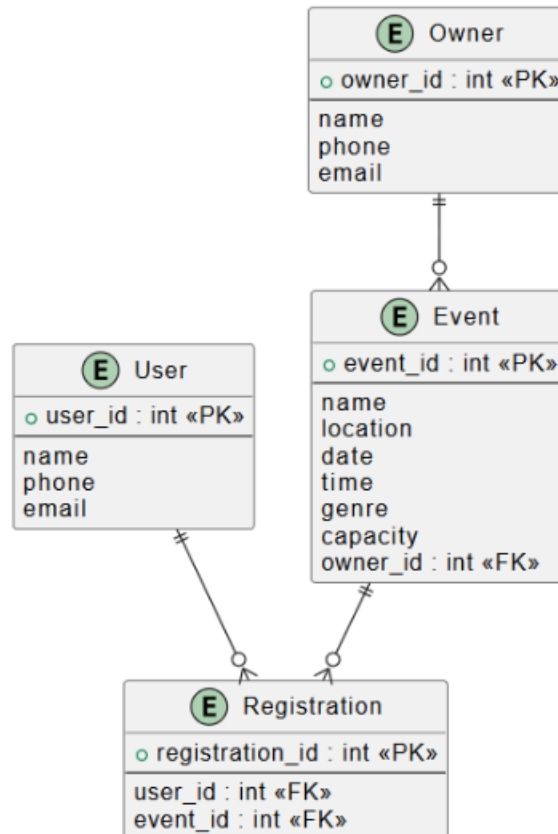 E Owner
owner_id : int «PK»
name
phone
email
E Event
event_id : int «PK»
name
location
date
time
genre
capacity
owner_id : int «FK»
E User
user_id : int «PK»
name
phone
email
E Registration
registration_id : int «PK»
user_id : int «FK»
event_id : int «FK»